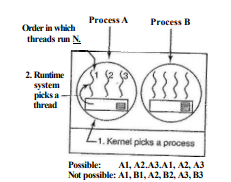 Process A
Process B
Order in which
threads run N.
2. Runtime
system
picks a
thread
1 2 3
1. Kernel picks a process
Possible: A1, A2.A3.A1, A2, A3
Not possible: A1, B1, A2, B2, A3, B3